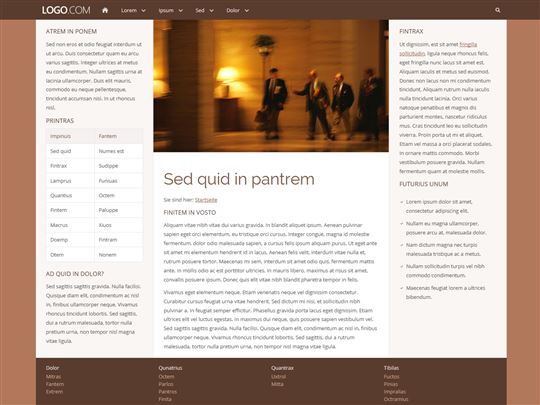 LOGO.COM
Lorem
Ipsum
Sed
Dolor
ATREM IN PONEM
Sed non eros et odio feugiat interdum ut
ut arcu. Duis consectetur quam eu arcu
varius sagittis. Integer ultrices at metus
eu condimentum. Nullam sagittis urna at
lacinia ullamcorper. Duis elit mauris,
commodo eu neque pellentesque,
tincidunt accumsan nisl. In ut rhoncus
nisl.
PRINTRAS
Impinius Fantem
Sed quid Numes est
Fintrax Sudippe
Lamprus Funiuas
Quantius Octem
Fintem Paluppe
Macrus Xiuos
Doemp Fintram
Otem Nonem
AD QUID IN DOLOR?
Sed sagittis sagittis gravida. Nulla facilisi.
Quisque diam elit, condimentum ac nisl
in, finibus ullamcorper neque. Vivamus
rhoncus tincidunt lobortis. Sed sagittis,
dui a rutrum malesuada, tortor nulla
pretium urna, non tempor nisl magna
vitae ligula.
Sed quid in pantrem
Sie sind hier: Startseite
FINITEM IN VOSTO
Aliquam vitae nibh vitae dui varius gravida. In blandit aliquet ipsum. Aenean pulvinar
sapien eget orci elementum, eu tristique orci cursus. Integer congue, magna id molestie
fermentum, dolor odio malesuada sapien, a cursus felis ipsum aliquam purus. Ut eget ante
sit amet mi elementum hendrerit id in lacus. Aenean felis velit, interdum vitae nulla et,
rutrum posuere tortor. Maecenas mi sem, interdum sit amet odio quis, fermentum mattis
ante. In mollis odio ac est porttitor ultricies. In mauris libero, maximus at risus sit amet,
convallis posuere ipsum. Donec quis elit vitae nibh blandit pharetra tempor in felis.
Vivamus eget elementum neque. Etiam venenatis neque vel dignissim consectetur.
Curabitur cursus feugiat urna vitae hendrerit. Sed dictum mi nisi, et sollicitudin nibh
pulvinar a. In feugiat semper efficitur. Phasellus gravida porta lacus eget dignissim. Etiam
ultrices elit vel luctus egestas. In maximus dui neque, quis posuere sapien vestibulum vel.
Sed sagittis sagittis gravida. Nulla facilisi. Quisque diam elit, condimentum ac nisl in, finibus
ullamcorper neque. Vivamus rhoncus tincidunt lobortis. Sed sagittis, dui a rutrum
malesuada, tortor nulla pretium urna, non tempor nisl magna vitae ligula.
FINTRAX
Ut dignissim, est sit amet fringilla
sollicitudin, ligula neque rhoncus felis,
eget fringilla nunc lacus sit amet est.
Aliquam iaculis et metus sed euismod.
Donec non lacus non mi condimentum
tincidunt. Aliquam rutrum nulla iaculis
nulla tincidunt lacinia. Orci varius
natoque penatibus et magnis dis
parturient montes, nascetur ridiculus
mus. Cras tincidunt leo eu sollicitudin
viverra. Proin porta ut mi et aliquet.
Etiam a varius orci placerat sodales,
in ornare mattis commodo. Morbi
vestibulum posuere gravida. Nullam
fermentum quam at molestie mollis.
FUTURIUS UNUM
Lorem ipsum dolor sit amet,
consectetur adipiscing elit.
Nullam eu magna ullamcorper,
posuere arcu at, malesuada dolor.
Nam dictum magna nec turpis
malesuada tristique ac a metus.
Nullam sollicitudin turpis vel nibh
commodo condimentum.
Maecenas feugiat lorem a ultrices
bibendum.
Dolor
Mitras
Fantem
Extrem
Qunatrius
Octem
Parlos
Pantros
Finita
Quantrax
Uxtrol
Mitta
Tibilas
Fuctos
Pinias
Impralias
Octramius